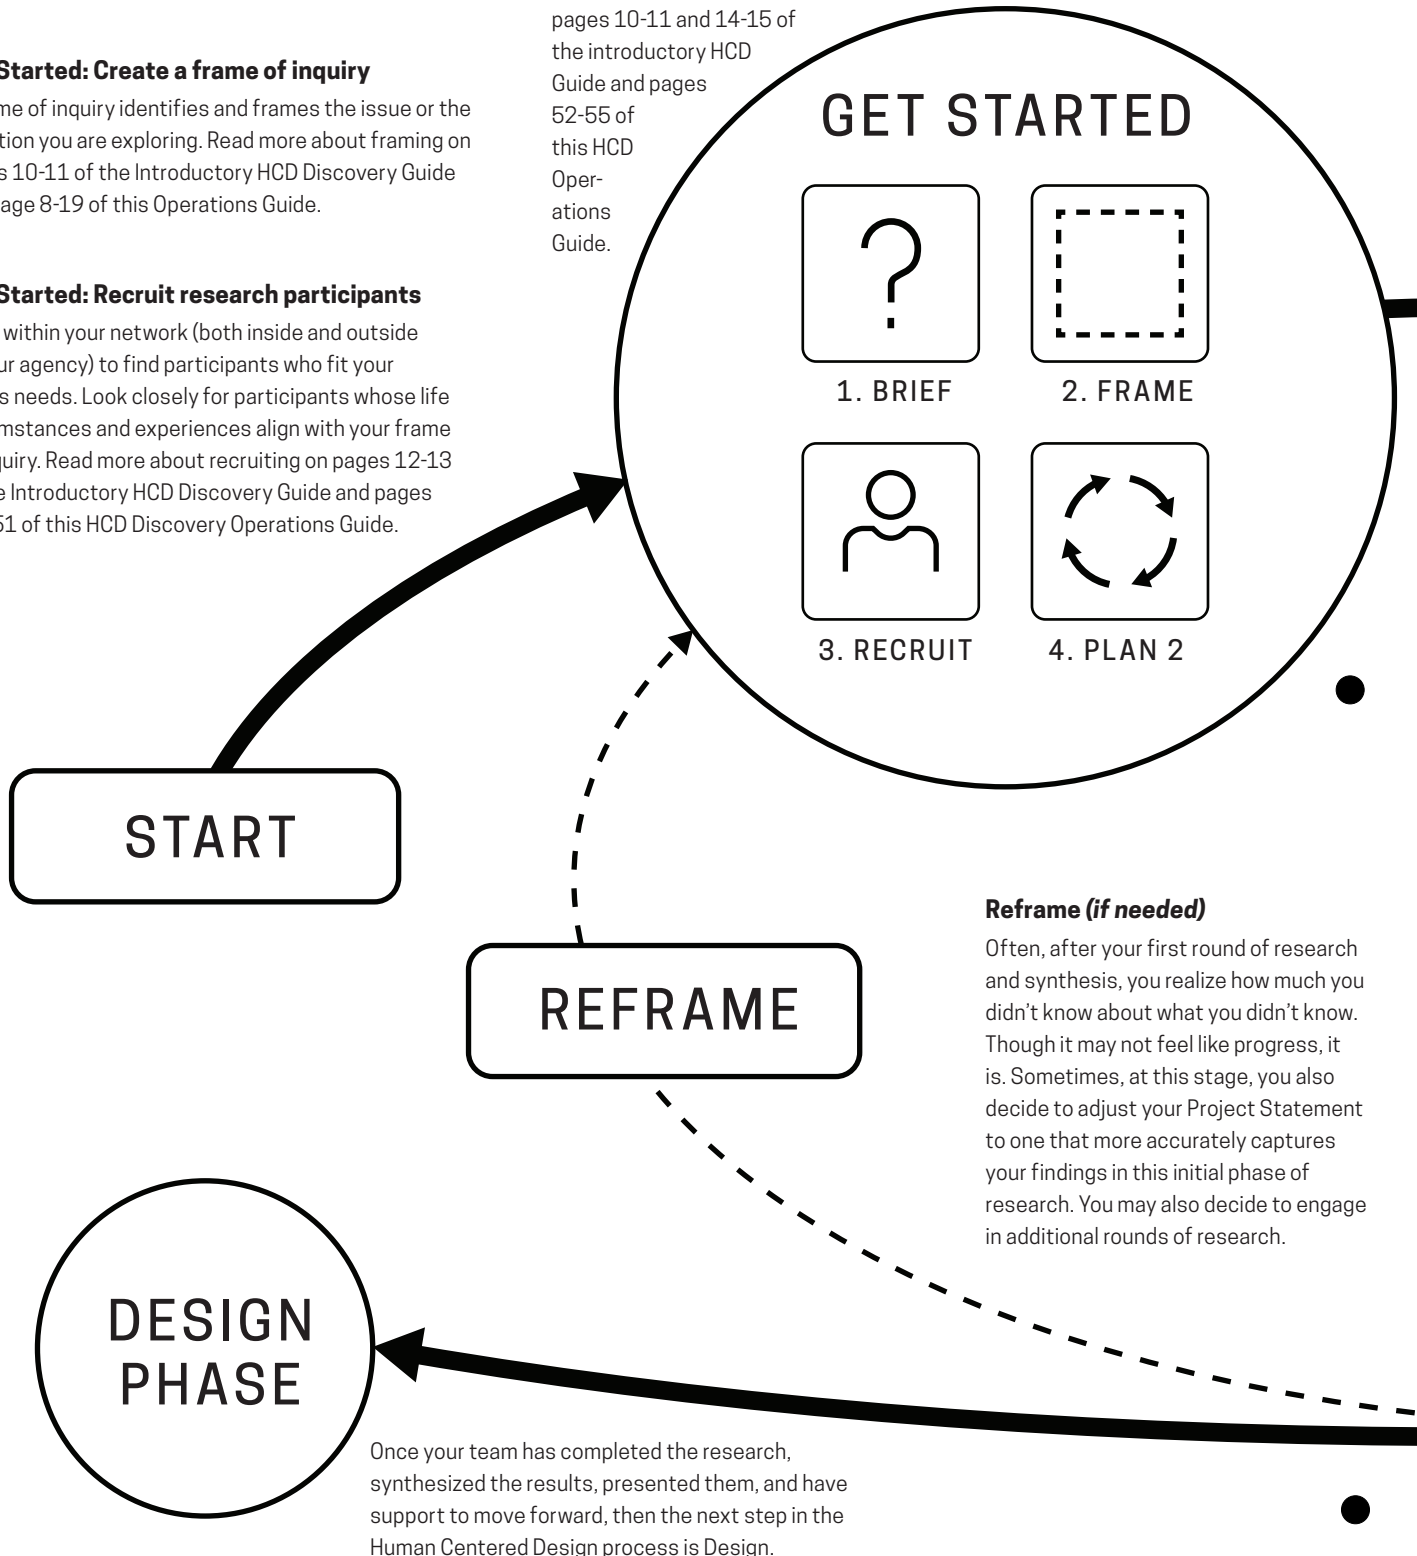 Started: Create a frame of inquiry
me of inquiry identifies and frames the issue or the
tion you are exploring. Read more about framing on
s 10-11 of the Introductory HCD Discovery Guide
age 8-19 of this Operations Guide.
Started: Recruit research participants
within your network (both inside and outside
ur agency) to find participants who fit your
s needs. Look closely for participants whose life
mstances and experiences align with your frame
quiry. Read more about recruiting on pages 12-13
e Introductory HCD Discovery Guide and pages
51 of this HCD Discovery Operations Guide.
pages 10-11 and 14-15 of
the introductory HCD
Guide and pages
52-55 of
this HCD
Oper-
ations
Guide.
GET STARTED
1. BRIEF
2. FRAME
3. RECRUIT
4. PLAN 2
START
REFRAME
Reframe (if needed)
Often, after your first round of research
and synthesis, you realize how much you
didn't know about what you didn't know.
Though it may not feel like progress, it
is. Sometimes, at this stage, you also
decide to adjust your Project Statement
to one that more accurately captures
your findings in this initial phase of
research. You may also decide to engage
in additional rounds of research.
DESIGN
PHASE
Once your team has completed the research,
synthesized the results, presented them, and have
support to move forward, then the next step in the
Human Centered Design process is Design.